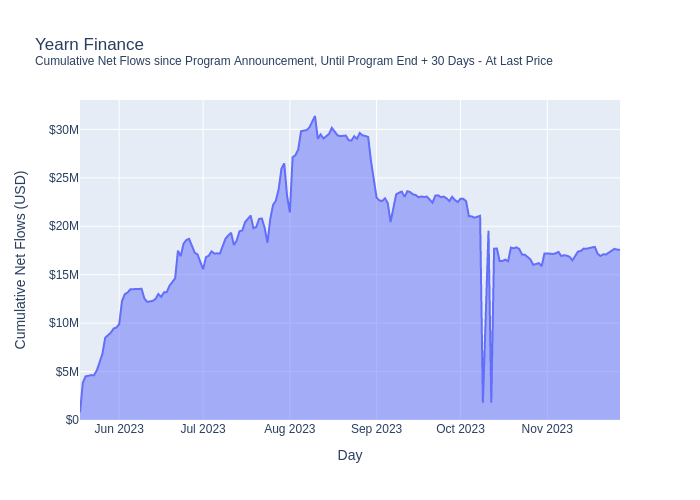 Yearn Finance
Cumulative Net Flows since Program Announcement, Until Program End + 30 Days - At Last Price
Cumulative Net Flows (USD)
$30M
$25M
$20M
$15M
$10M
$5M
$0
Jun 2023
Jul 2023
Aug 2023
Sep 2023
Oct 2023
Nov 2023
Day